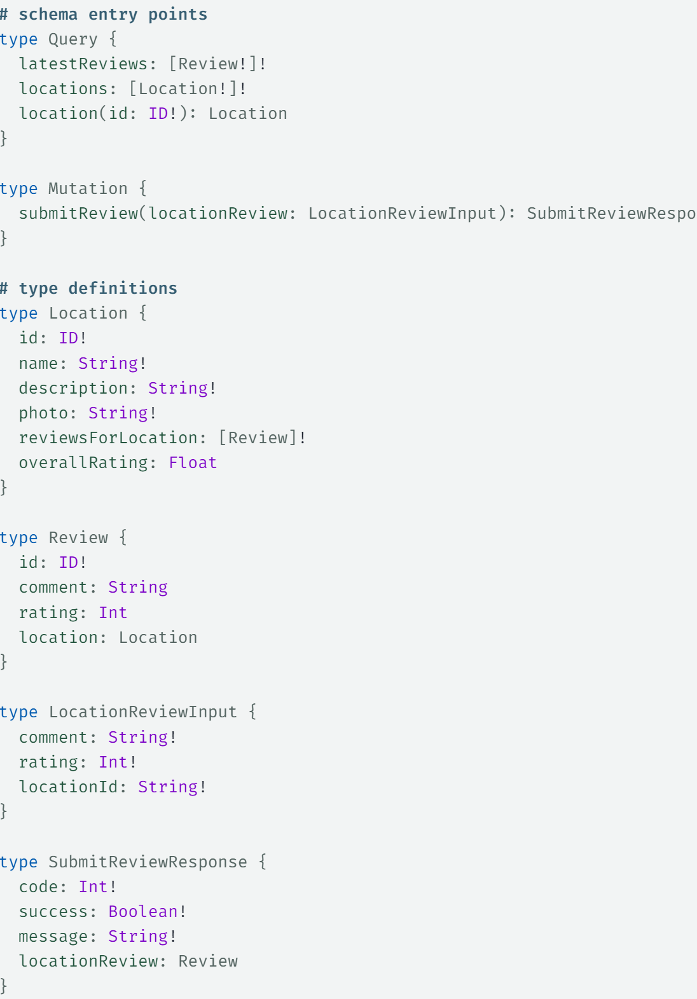 # schema entry points
type Query {
  latestReviews: [Review!]!
  locations: [Location!]!
  location(id: ID!): Location
}

type Mutation {
  submitReview(locationReview: LocationReviewInput): SubmitReviewRespo
}

# type definitions
type Location {
  id: ID!
  name: String!
  description: String!
  photo: String!
  reviewsForLocation: [Review]!
  overallRating: Float
}

type Review {
  id: ID!
  comment: String
  rating: Int
  location: Location
}

type LocationReviewInput {
  comment: String!
  rating: Int!
  locationId: String!
}

type SubmitReviewResponse {
  code: Int!
  success: Boolean!
  message: String!
  locationReview: Review
}